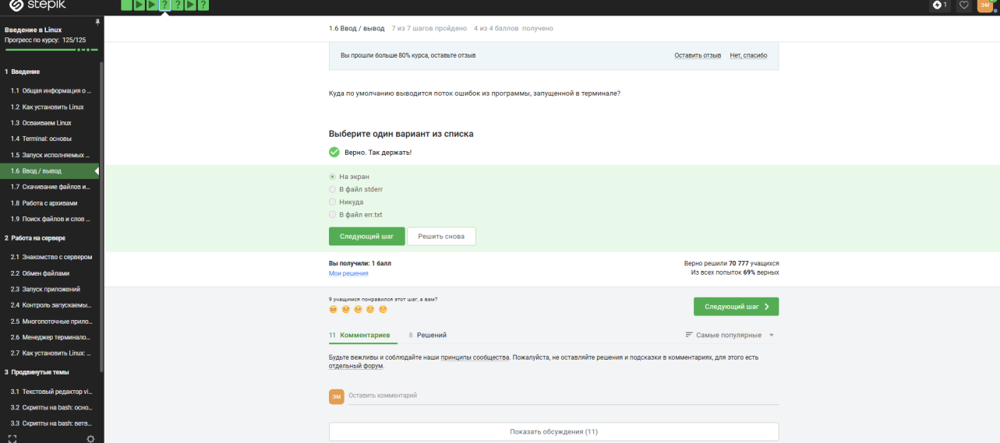 stepik
? ? ?
1
ЭМ
Введение в Linux
Прогресс по курсу: 125/125
1 Введение
1.1 Общая информация о ...
1.2 Как установить Linux
1.3 Осваиваем Linux
1.4 Terminal: основы
1.5 Запуск исполняемых ...
1.6 Ввод / вывод
1.7 Скачивание файлов и...
1.8 Работа с архивами
1.9 Поиск файлов и слов ...
2 Работа на сервере
2.1 Знакомство с сервером
2.2 Обмен файлами
2.3 Запуск приложений
2.4 Контроль запускаемы...
2.5 Многопоточные прило...
2.6 Менеджер терминало...
2.7 Как установить Linux: ...
3 Продвинутые темы
3.1 Текстовый редактор vi...
3.2 Скрипты на bash: осно...
3.3 Скрипты на bash: ветв...
1.6 Ввод / вывод 7 из 7 шагов пройдено 4 из 4 баллов получено
Вы прошли больше 80% курса, оставьте отзыв Оставить отзыв Нет, спасибо
Куда по умолчанию выводится поток ошибок из программы, запущенной в терминале?
Выберите один вариант из списка
Верно. Так держать!
На экран
В файл stderr
Никуда
В файл err.txt
Следующий шаг Решить снова
Вы получили: 1 балл
Мои решения
Верно решили 70 777 учащихся
Из всех попыток 69% верных
9 учащимся понравился этот шаг, а вам?
Следующий шаг
11 Комментариев 8 Решений Самые популярные
Будьте вежливы и соблюдайте наши принципы сообщества. Пожалуйста, не оставляйте решения и подсказки в комментариях, для этого есть
отдельный форум.
ЭМ Оставить комментарий
Показать обсуждения (11)